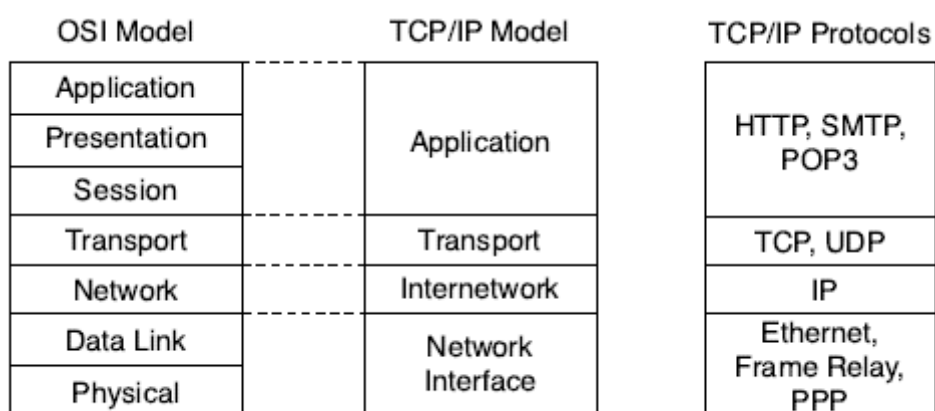 OSI Model
TCP/IP Model
TCP/IP Protocols
Application
Presentation
Session
Transport
Network
Data Link
Physical
Application
Transport
Internetwork
Network
Interface
HTTP, SMTP,
POP3
TCP, UDP
IP
Ethernet,
Frame Relay,
PPP